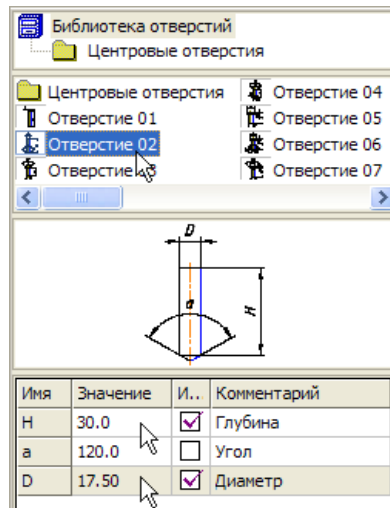 Библиотека отверстий
Центровые отверстия
Центровые отверстия Отверстие 04
Отверстие 01 Отверстие 05
Отверстие 02 Отверстие 06
Отверстие Отверстие 07
D
a
H
Имя Значение И... Комментарий
H 30.0 Глубина
a 120.0 Угол
D 17.50 Диаметр